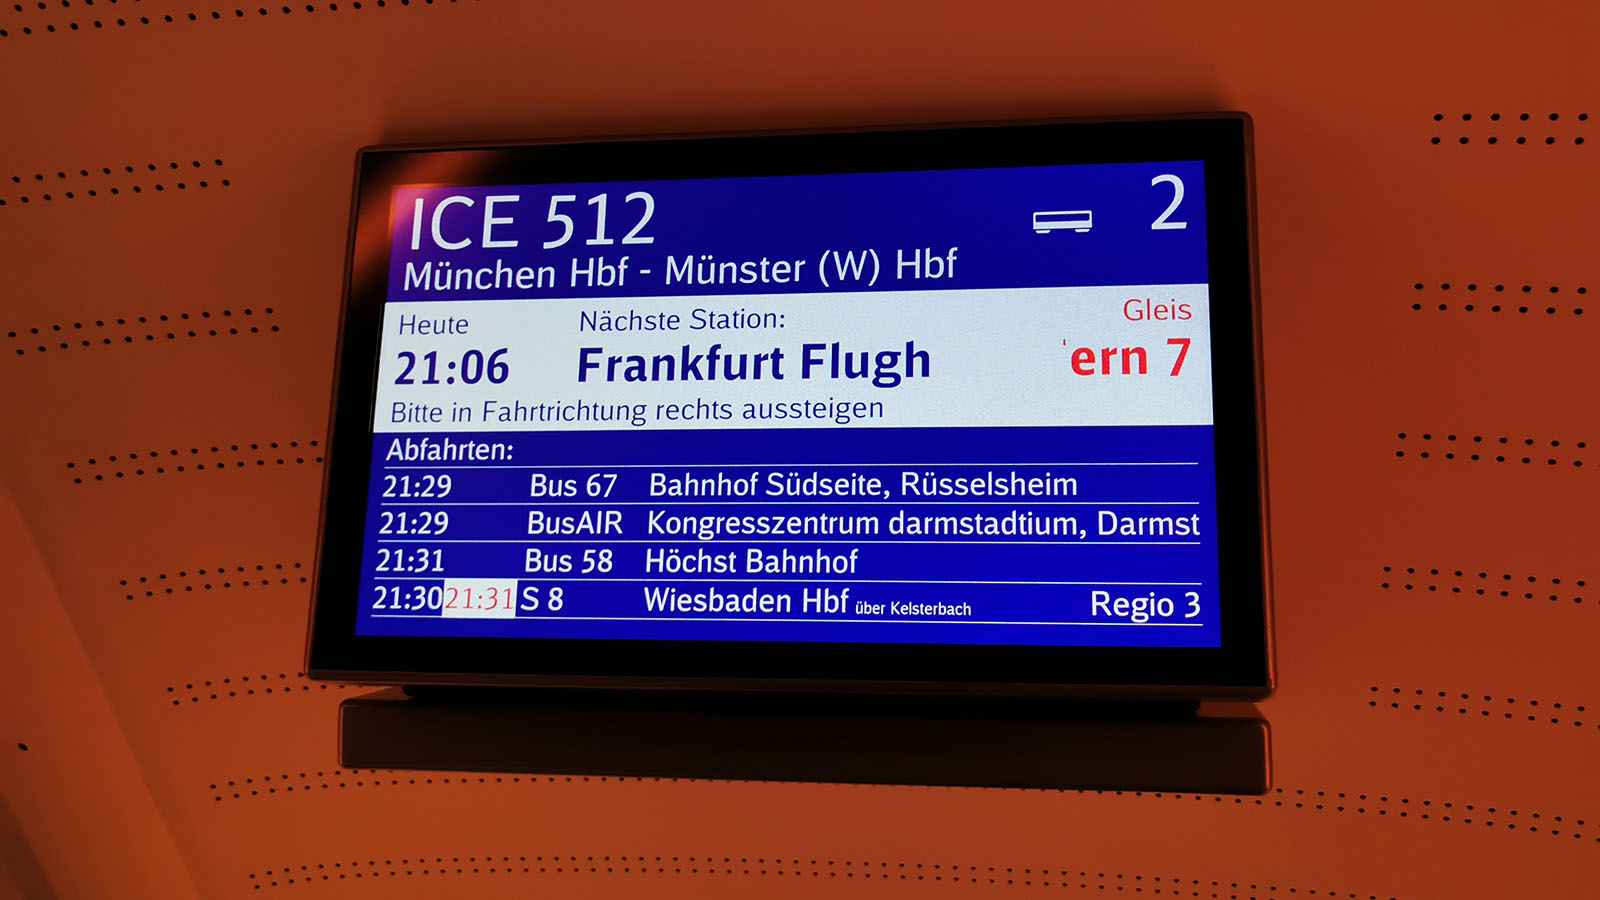 ICE 512 2
München Hbf - Münster (W) Hbf
Heute Nächste Station: Gleis
21:06 Frankfurt Flugh ern 7
Bitte in Fahrtrichtung rechts aussteigen
Abfahrten:
21:29 Bus 67 Bahnhof Südseite, Rüsselsheim
21:29 BusAIR Kongresszentrum darmstadtium, Darmst
21:31 Bus 58 Höchst Bahnhof
21:30 21:31 S 8 Wiesbaden Hbf über Kelsterbach Regio 3